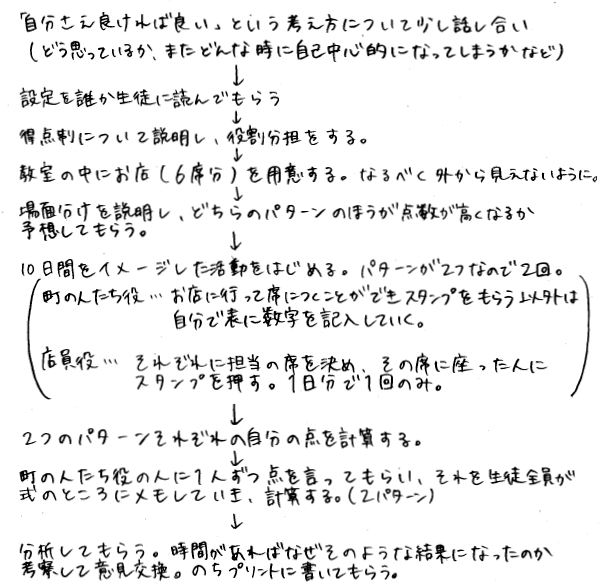 「自分さえ良ければ良い」という考え方について少し話し合い
(どう思っているか、またどんな時に自己中心的になってしまうかなど)
↓
設定を誰か生徒に読んでもらう
↓
得点制について説明し、役割分担をする。
↓
教室の中にお店(6席分)を用意する。なるべく外から見えないように。
↓
場面分けを説明し、どちらのパターンのほうが点数が高くなるか
予想してもらう。
↓
10日間をイメージした活動をはじめる。パターンが2つなので2回。
町の人たち役… お店に行って席につくことができスタンプをもらう以外は
自分で表に数字を記入していく。
店員役… それぞれに担当の席を決め、その席に座った人に
スタンプを押す。1日分で1回のみ。
↓
2つのパターンそれぞれの自分の点を計算する。
↓
町の人たち役の人に1人ずつ点を言ってもらい、それを生徒全員が
式のところにメモしていき、計算する。(2パターン)
↓
分析してもらう。時間があればなぜそのような結果になったのか
考察して意見交換。のちプリントに書いてもらう。